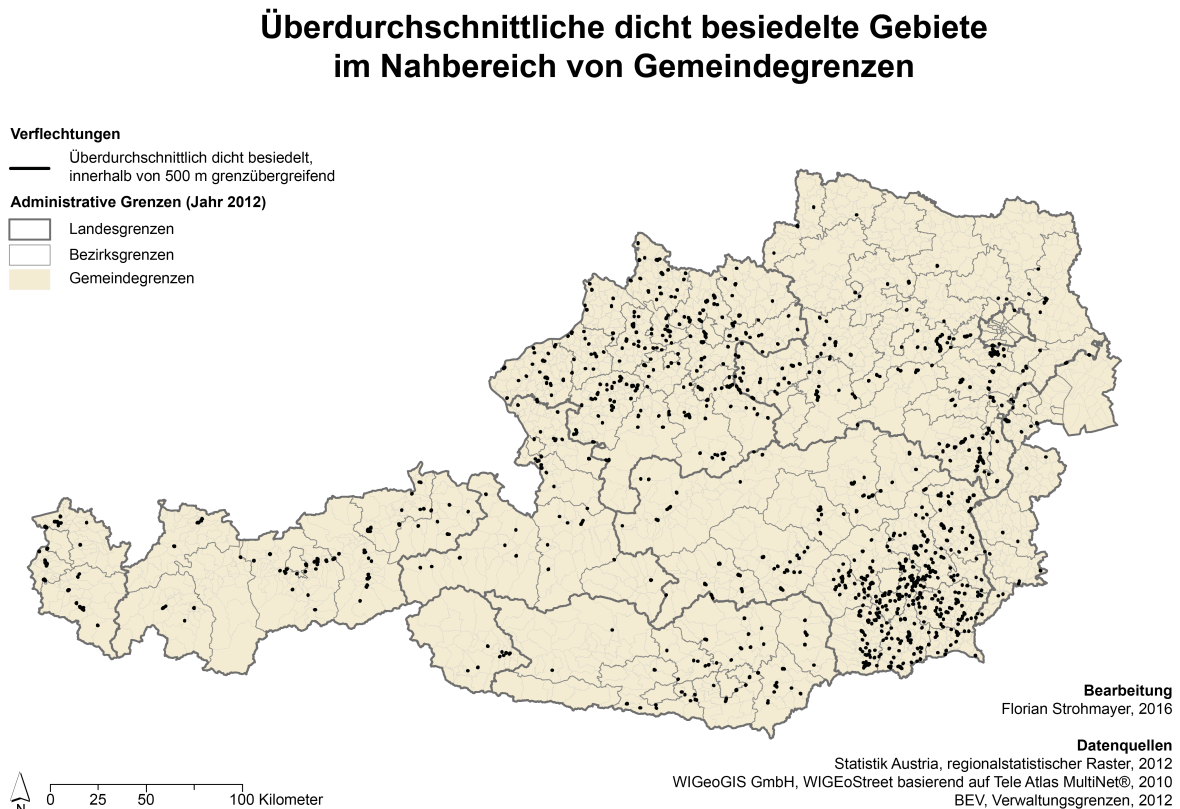 Überdurchschnittliche dicht besiedelte Gebiete
im Nahbereich von Gemeindegrenzen
Verflechtungen
Überdurchschnittlich dicht besiedelt,
innerhalb von 500 m grenzübergreifend
Administrative Grenzen (Jahr 2012)
Landesgrenzen
Bezirksgrenzen
Gemeindegrenzen
Bearbeitung
Florian Strohmayer, 2016
Datenquellen
Statistik Austria, regionalstatistischer Raster, 2012
WIGeoGIS GmbH, WIGEoStreet basierend auf Tele Atlas MultiNet®, 2010
BEV, Verwaltungsgrenzen, 2012
N
0 25 50 100 Kilometer